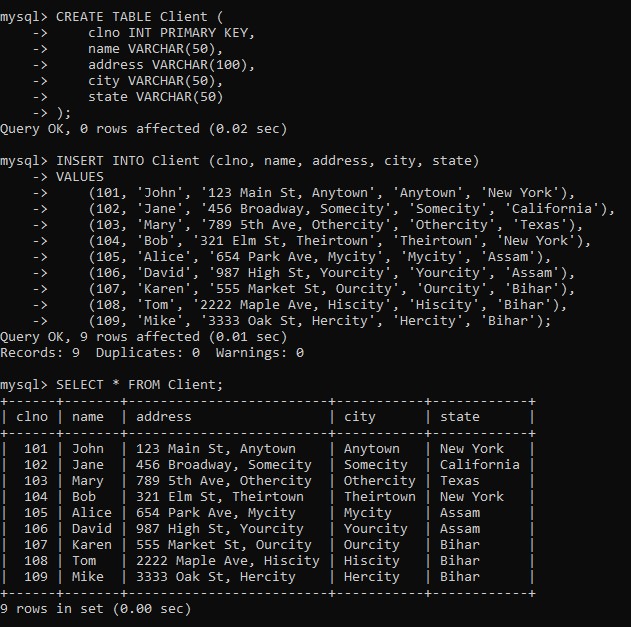 mysql> CREATE TABLE Client (
    ->     clno INT PRIMARY KEY,
    ->     name VARCHAR(50),
    ->     address VARCHAR(100),
    ->     city VARCHAR(50),
    ->     state VARCHAR(50)
    -> );
Query OK, 0 rows affected (0.02 sec)

mysql> INSERT INTO Client (clno, name, address, city, state)
    -> VALUES
    ->     (101, 'John', '123 Main St, Anytown', 'Anytown', 'New York'),
    ->     (102, 'Jane', '456 Broadway, Somecity', 'Somecity', 'California'),
    ->     (103, 'Mary', '789 5th Ave, Othercity', 'Othercity', 'Texas'),
    ->     (104, 'Bob', '321 Elm St, Theirtown', 'Theirtown', 'New York'),
    ->     (105, 'Alice', '654 Park Ave, Mycity', 'Mycity', 'Assam'),
    ->     (106, 'David', '987 High St, Yourcity', 'Yourcity', 'Assam'),
    ->     (107, 'Karen', '555 Market St, Ourcity', 'Ourcity', 'Bihar'),
    ->     (108, 'Tom', '2222 Maple Ave, Hiscity', 'Hiscity', 'Bihar'),
    ->     (109, 'Mike', '3333 Oak St, Hercity', 'Hercity', 'Bihar');
Query OK, 9 rows affected (0.01 sec)
Records: 9  Duplicates: 0  Warnings: 0

mysql> SELECT * FROM Client;
+------+-------+-------------------------+-----------+------------+
| clno | name  | address                 | city      | state      |
+------+-------+-------------------------+-----------+------------+
|  101 | John  | 123 Main St, Anytown    | Anytown   | New York   |
|  102 | Jane  | 456 Broadway, Somecity  | Somecity  | California |
|  103 | Mary  | 789 5th Ave, Othercity  | Othercity | Texas      |
|  104 | Bob   | 321 Elm St, Theirtown   | Theirtown | New York   |
|  105 | Alice | 654 Park Ave, Mycity    | Mycity    | Assam      |
|  106 | David | 987 High St, Yourcity   | Yourcity  | Assam      |
|  107 | Karen | 555 Market St, Ourcity  | Ourcity   | Bihar      |
|  108 | Tom   | 2222 Maple Ave, Hiscity | Hiscity   | Bihar      |
|  109 | Mike  | 3333 Oak St, Hercity    | Hercity   | Bihar      |
+------+-------+-------------------------+-----------+------------+
9 rows in set (0.00 sec)